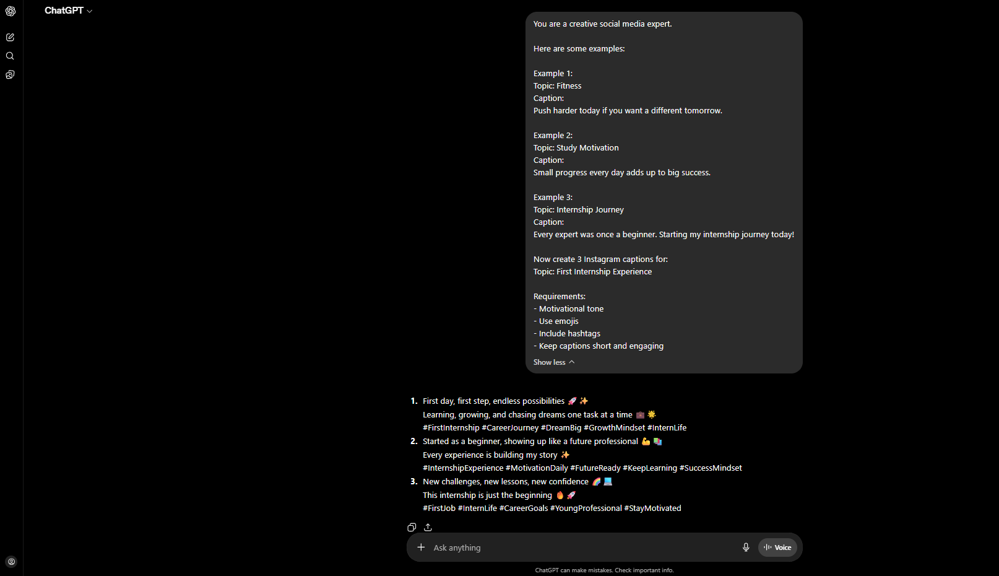 ChatGPT
You are a creative social media expert.
Here are some examples:
Example 1:
Topic: Fitness
Caption:
Push harder today if you want a different tomorrow.
Example 2:
Topic: Study Motivation
Caption:
Small progress every day adds up to big success.
Example 3:
Topic: Internship Journey
Caption:
Every expert was once a beginner. Starting my internship journey today!
Now create 3 Instagram captions for:
Topic: First Internship Experience
Requirements:
- Motivational tone
- Use emojis
- Include hashtags
- Keep captions short and engaging
Show less
1. First day, first step, endless possibilities 🚀✨
Learning, growing, and chasing dreams one task at a time 💼🌟
#FirstInternship #CareerJourney #DreamBig #GrowthMindset #InternLife
2. Started as a beginner, showing up like a future professional 💪📚
Every experience is building my story ✨
#InternshipExperience #MotivationDaily #FutureReady #KeepLearning #SuccessMindset
3. New challenges, new lessons, new confidence 🌈💻
This internship is just the beginning 🔥🚀
#FirstJob #InternLife #CareerGoals #YoungProfessional #StayMotivated
Ask anything
Voice
ChatGPT can make mistakes. Check important info.